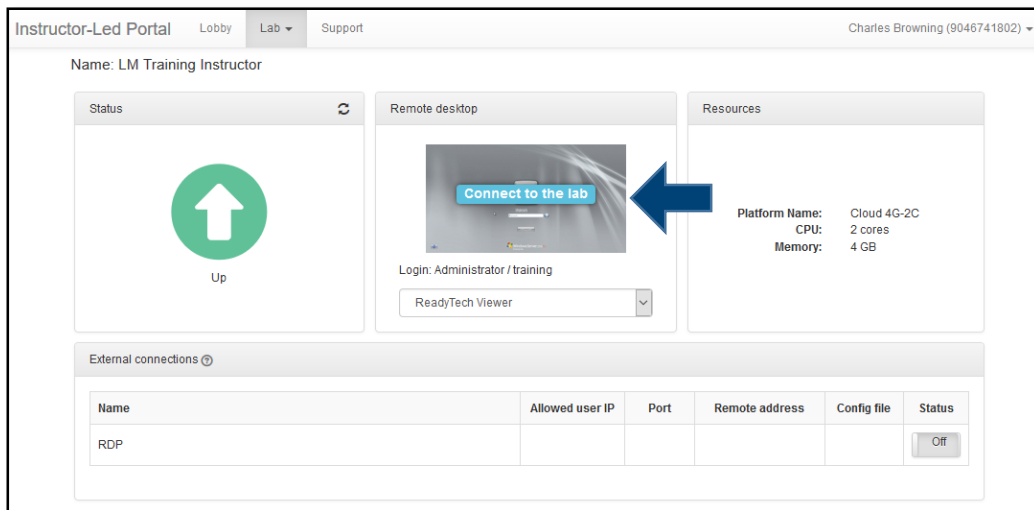 Instructor-Led Portal Lobby Lab Support Charles Browning (9046741802)
Name: LM Training Instructor
Status
Up
Remote desktop
Connect to the lab
Login: Administrator / training
ReadyTech Viewer
Resources
Platform Name: Cloud 4G-2C
CPU: 2 cores
Memory: 4 GB
External connections ?
Name Allowed user IP Port Remote address Config file Status
RDP Off